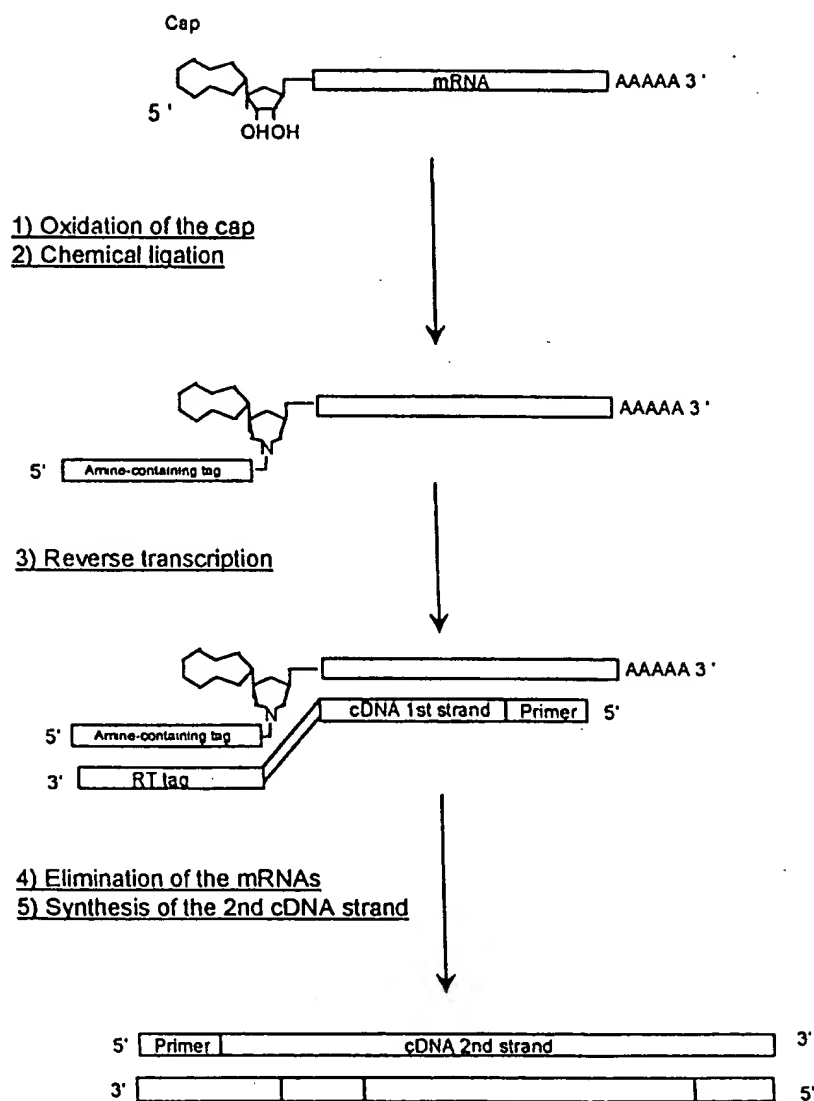 Cap
mRNA AAAAA 3 '
5 '
OHOH
1) Oxidation of the cap
2) Chemical ligation
AAAAA 3 '
N
5' Amine-containing tag
3) Reverse transcription
AAAAA 3 '
N
cDNA 1st strand Primer 5'
5' Amine-containing tag
3' RT tag
4) Elimination of the mRNAs
5) Synthesis of the 2nd cDNA strand
5' Primer cDNA 2nd strand 3'
3' 5'